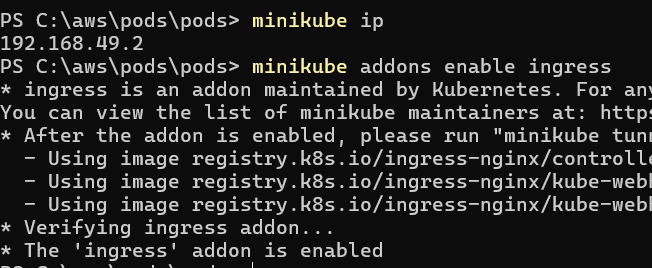 PS C:\aws\pods\pods> minikube ip
192.168.49.2
PS C:\aws\pods\pods> minikube addons enable ingress
* ingress is an addon maintained by Kubernetes. For any
You can view the list of minikube maintainers at: https
* After the addon is enabled, please run "minikube tunn
- Using image registry.k8s.io/ingress-nginx/controlle
- Using image registry.k8s.io/ingress-nginx/kube-webh
- Using image registry.k8s.io/ingress-nginx/kube-webh
* Verifying ingress addon...
* The 'ingress' addon is enabled